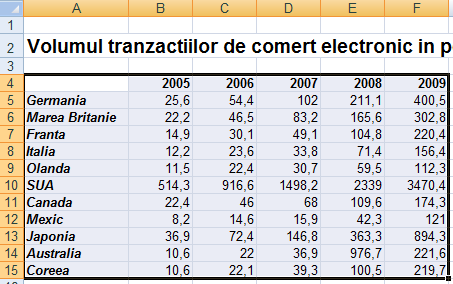 A B C D E F
1
2 Volumul tranzactiilor de comert electronic in p
3
4 2005 2006 2007 2008 2009
5 Germania 25,6 54,4 102 211,1 400,5
6 Marea Britanie 22,2 46,5 83,2 165,6 302,8
7 Franta 14,9 30,1 49,1 104,8 220,4
8 Italia 12,2 23,6 33,8 71,4 156,4
9 Olanda 11,5 22,4 30,7 59,5 112,3
10 SUA 514,3 916,6 1498,2 2339 3470,4
11 Canada 22,4 46 68 109,6 174,3
12 Mexic 8,2 14,6 15,9 42,3 121
13 Japonia 36,9 72,4 146,8 363,3 894,3
14 Australia 10,6 22 36,9 976,7 221,6
15 Coreea 10,6 22,1 39,3 100,5 219,7